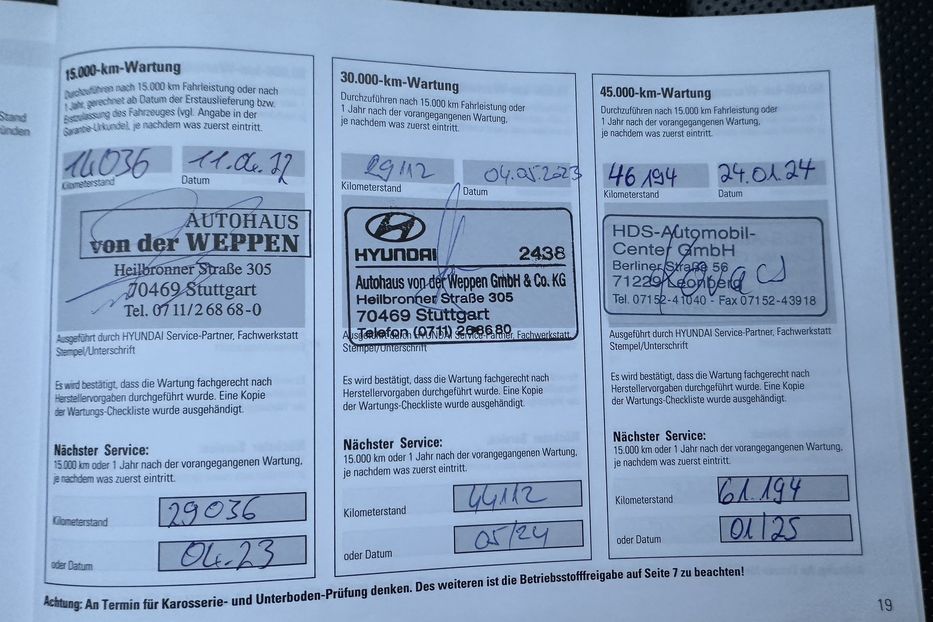 Stand
ünden
15.000-km-Wartung
Durchzuführen nach 15.000 km Fahrleistung oder nach
1 Jahr, gerechnet ab Datum der Erstauslieferung bzw.
Erstzulassung des Fahrzeuges (vgl. Angabe in der
Garantie-Urkunde), je nachdem was zuerst eintritt.
14036 11.04.22
Kilometerstand Datum
AUTOHAUS
von der WEPPEN
Heilbronner Straße 305
70469 Stuttgart
Tel. 07 11/2 68 68-0
Ausgeführt durch HYUNDAI Service-Partner, Fachwerkstatt
Stempel/Unterschrift
Es wird bestätigt, dass die Wartung fachgerecht nach
Herstellervorgaben durchgeführt wurde. Eine Kopie
der Wartungs-Checkliste wurde ausgehändigt.
Nächster Service:
15.000 km oder 1 Jahr nach der vorangegangenen Wartung,
je nachdem was zuerst eintritt.
Kilometerstand 29036
oder Datum 04.23
30.000-km-Wartung
Durchzuführen nach 15.000 km Fahrleistung oder
1 Jahr nach der vorangegangenen Wartung,
je nachdem was zuerst eintritt.
29112 04.05.2023
Kilometerstand Datum
HYUNDAI 2438
Autohaus von der Weppen GmbH & Co. KG
Heilbronner Straße 305
70469 Stuttgart
Telefon (0711) 268680
Ausgeführt durch HYUNDAI Service-Partner, Fachwerkstatt
Stempel/Unterschrift
Es wird bestätigt, dass die Wartung fachgerecht nach
Herstellervorgaben durchgeführt wurde. Eine Kopie
der Wartungs-Checkliste wurde ausgehändigt.
Nächster Service:
15.000 km oder 1 Jahr nach der vorangegangenen Wartung,
je nachdem was zuerst eintritt.
Kilometerstand 44112
oder Datum 05/24
45.000-km-Wartung
Durchzuführen nach 15.000 km Fahrleistung oder
1 Jahr nach der vorangegangenen Wartung,
je nachdem was zuerst eintritt.
46 194 24.01.24
Kilometerstand Datum
HDS-Automobil-
Center GmbH
Berliner Straße 56
71229 Leonberg
Tel. 07152-41040 - Fax 07152-43918
Ausgeführt durch HYUNDAI Service-Partner, Fachwerkstatt
Stempel/Unterschrift
Es wird bestätigt, dass die Wartung fachgerecht nach
Herstellervorgaben durchgeführt wurde. Eine Kopie
der Wartungs-Checkliste wurde ausgehändigt.
Nächster Service:
15.000 km oder 1 Jahr nach der vorangegangenen Wartung,
je nachdem was zuerst eintritt.
Kilometerstand 61.194
oder Datum 01/25
Achtung: An Termin für Karosserie- und Unterboden-Prüfung denken. Des weiteren ist die Betriebsstofffreigabe auf Seite 7 zu beachten!
19